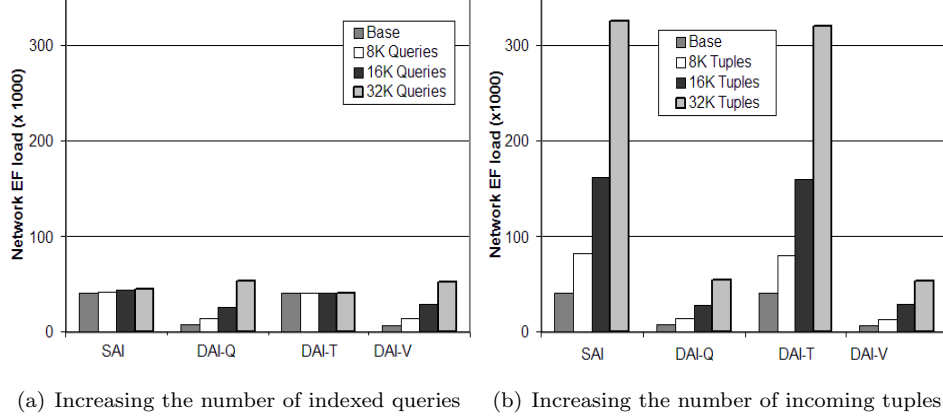 Network EF load (x 1000)
300
200
100
0
Base
8K Queries
16K Queries
32K Queries
SAI DAI-Q DAI-T DAI-V
(a) Increasing the number of indexed queries
Network EF load (x1000)
300
200
100
0
Base
8K Tuples
16K Tuples
32K Tuples
SAI DAI-Q DAI-T DAI-V
(b) Increasing the number of incoming tuples